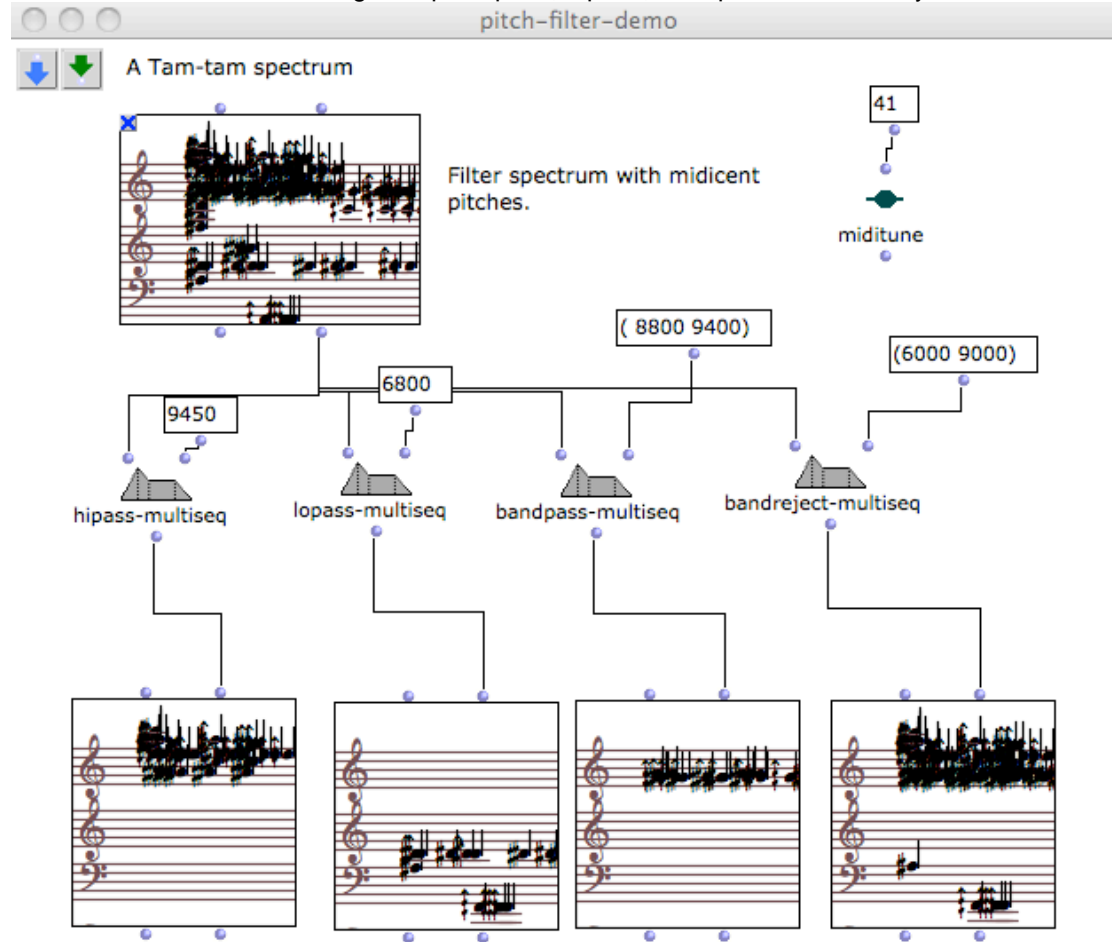 pitch-filter-demo
A Tam-tam spectrum
41
Filter spectrum with midicent
pitches.
miditune
( 8800 9400)
(6000 9000)
6800
9450
hipass-multiseq
lopass-multiseq
bandpass-multiseq
bandreject-multiseq